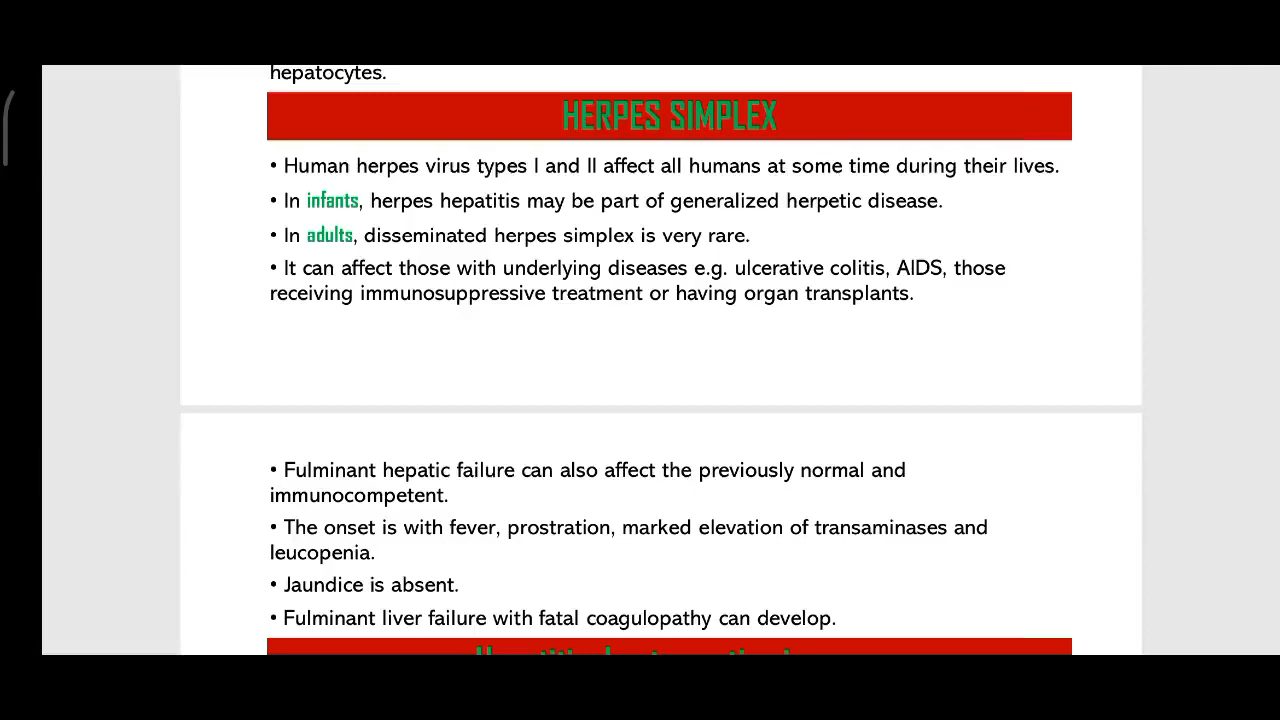 hepatocytes.
HERPES SIMPLEX
• Human herpes virus types I and II affect all humans at some time during their lives.
• In infants, herpes hepatitis may be part of generalized herpetic disease.
• In adults, disseminated herpes simplex is very rare.
• It can affect those with underlying diseases e.g. ulcerative colitis, AIDS, those
receiving immunosuppressive treatment or having organ transplants.
• Fulminant hepatic failure can also affect the previously normal and
immunocompetent.
• The onset is with fever, prostration, marked elevation of transaminases and
leucopenia.
• Jaundice is absent.
• Fulminant liver failure with fatal coagulopathy can develop.